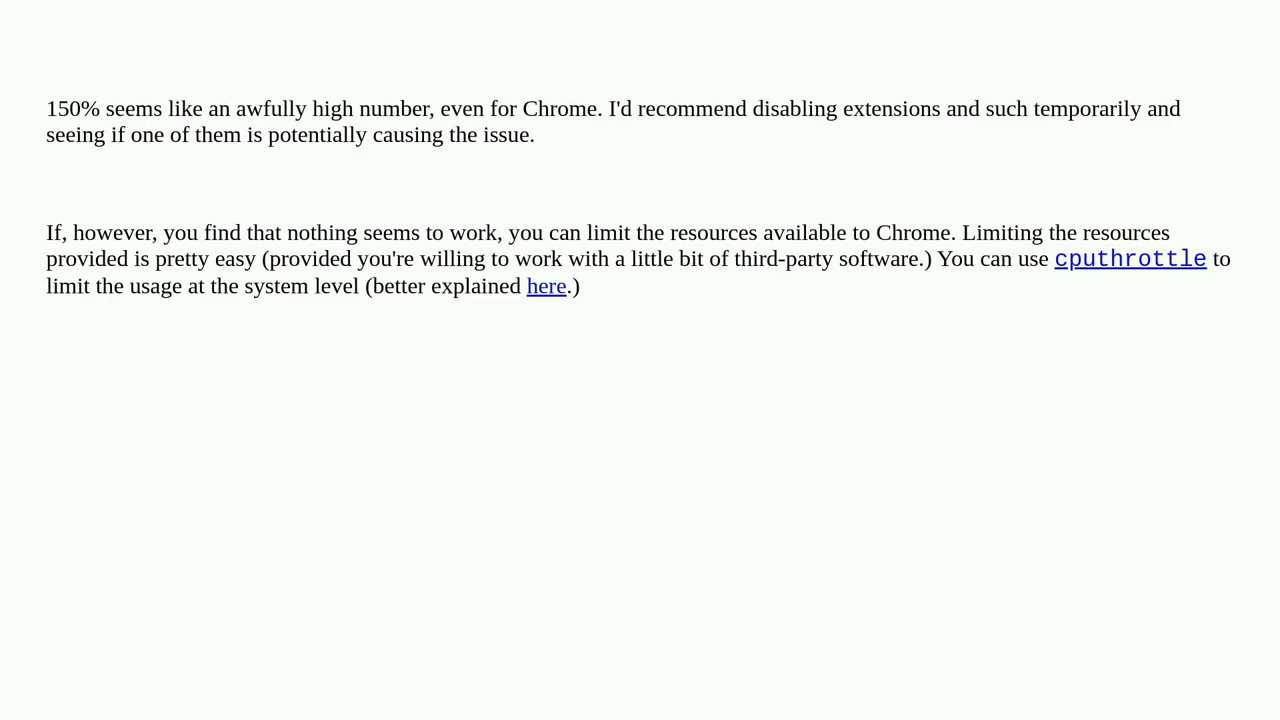 150% seems like an awfully high number, even for Chrome. I'd recommend disabling extensions and such temporarily and
seeing if one of them is potentially causing the issue.
If, however, you find that nothing seems to work, you can limit the resources available to Chrome. Limiting the resources
provided is pretty easy (provided you're willing to work with a little bit of third-party software.) You can use cputhrottle to
limit the usage at the system level (better explained here.)